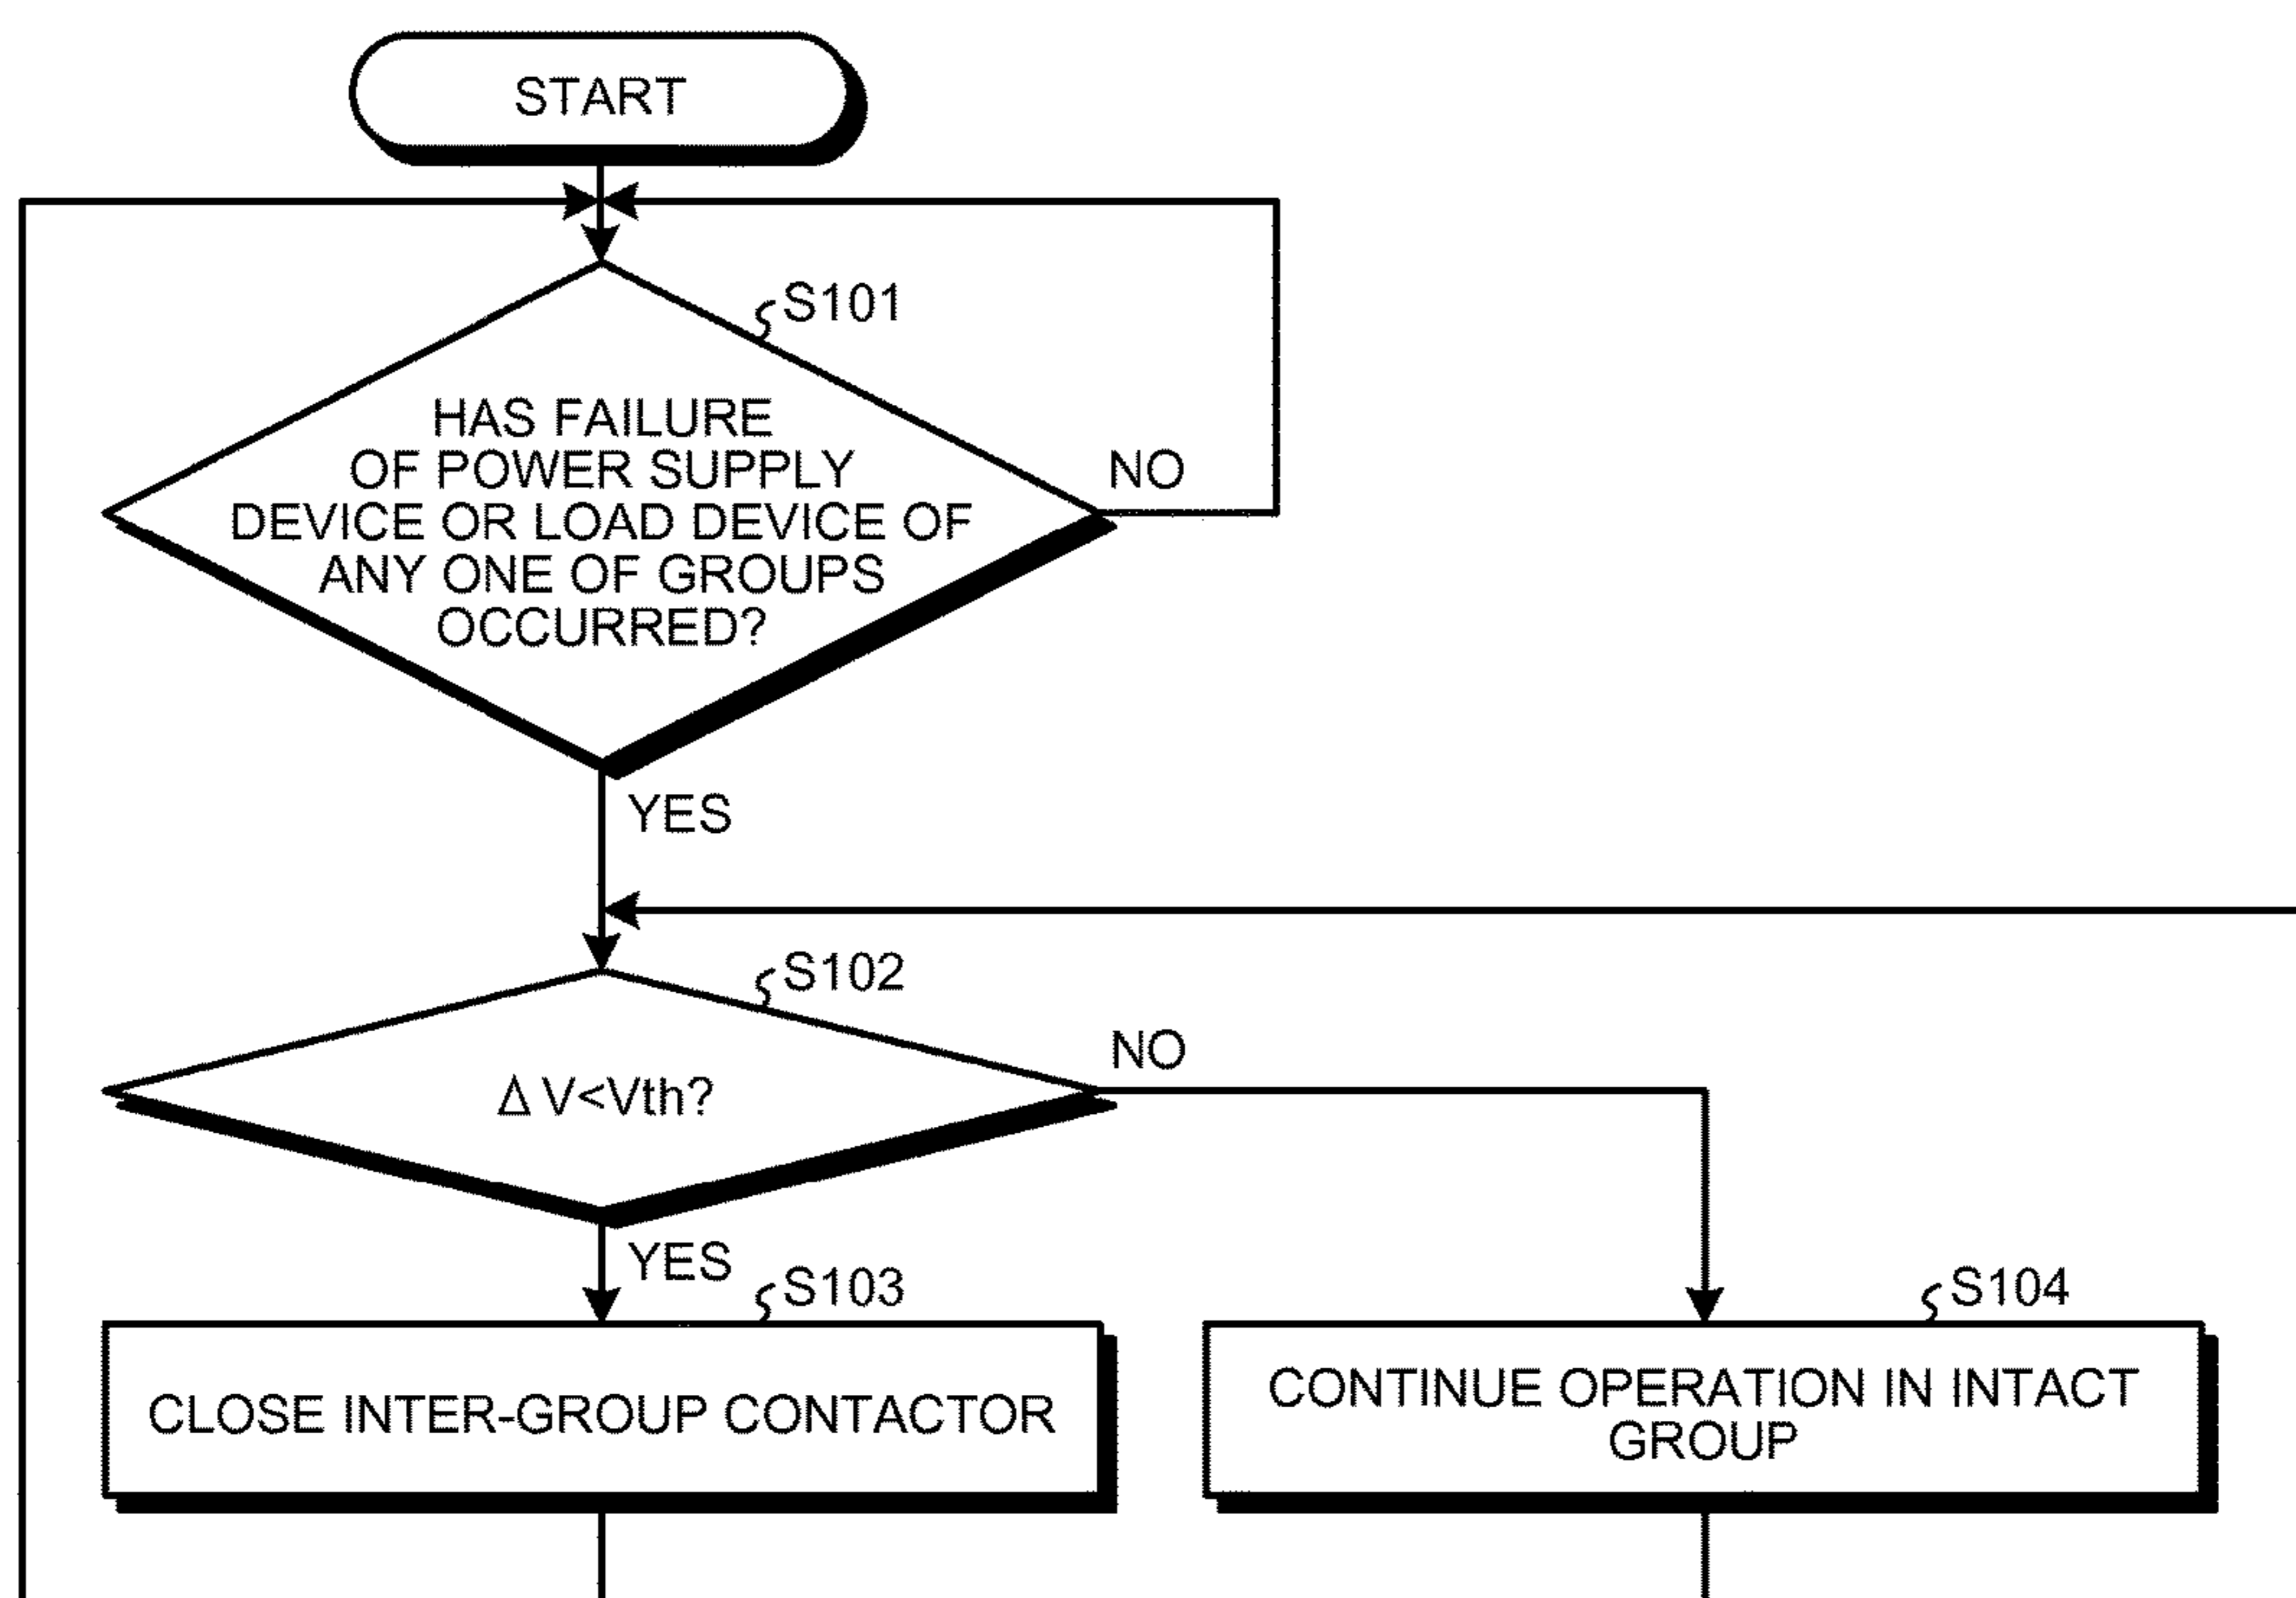 START
S101
HAS FAILURE
OF POWER SUPPLY
DEVICE OR LOAD DEVICE OF
ANY ONE OF GROUPS
OCCURRED?
NO
YES
S102
NO
Δ V<Vth?
YES
S103
S104
CLOSE INTER-GROUP CONTACTOR
CONTINUE OPERATION IN INTACT
GROUP